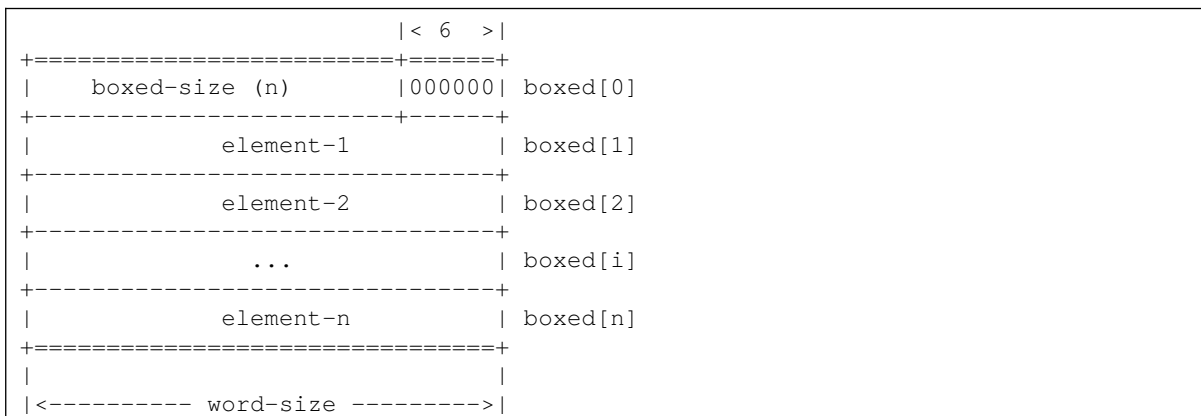 |< 6  >|
+=========================+======+
|    boxed-size (n)       |000000| boxed[0]
+-------------------------+------+
|             element-1          | boxed[1]
+--------------------------------+
|             element-2          | boxed[2]
+--------------------------------+
|               ...              | boxed[i]
+--------------------------------+
|             element-n          | boxed[n]
+================================+
|                                |
|<---------- word-size --------->|